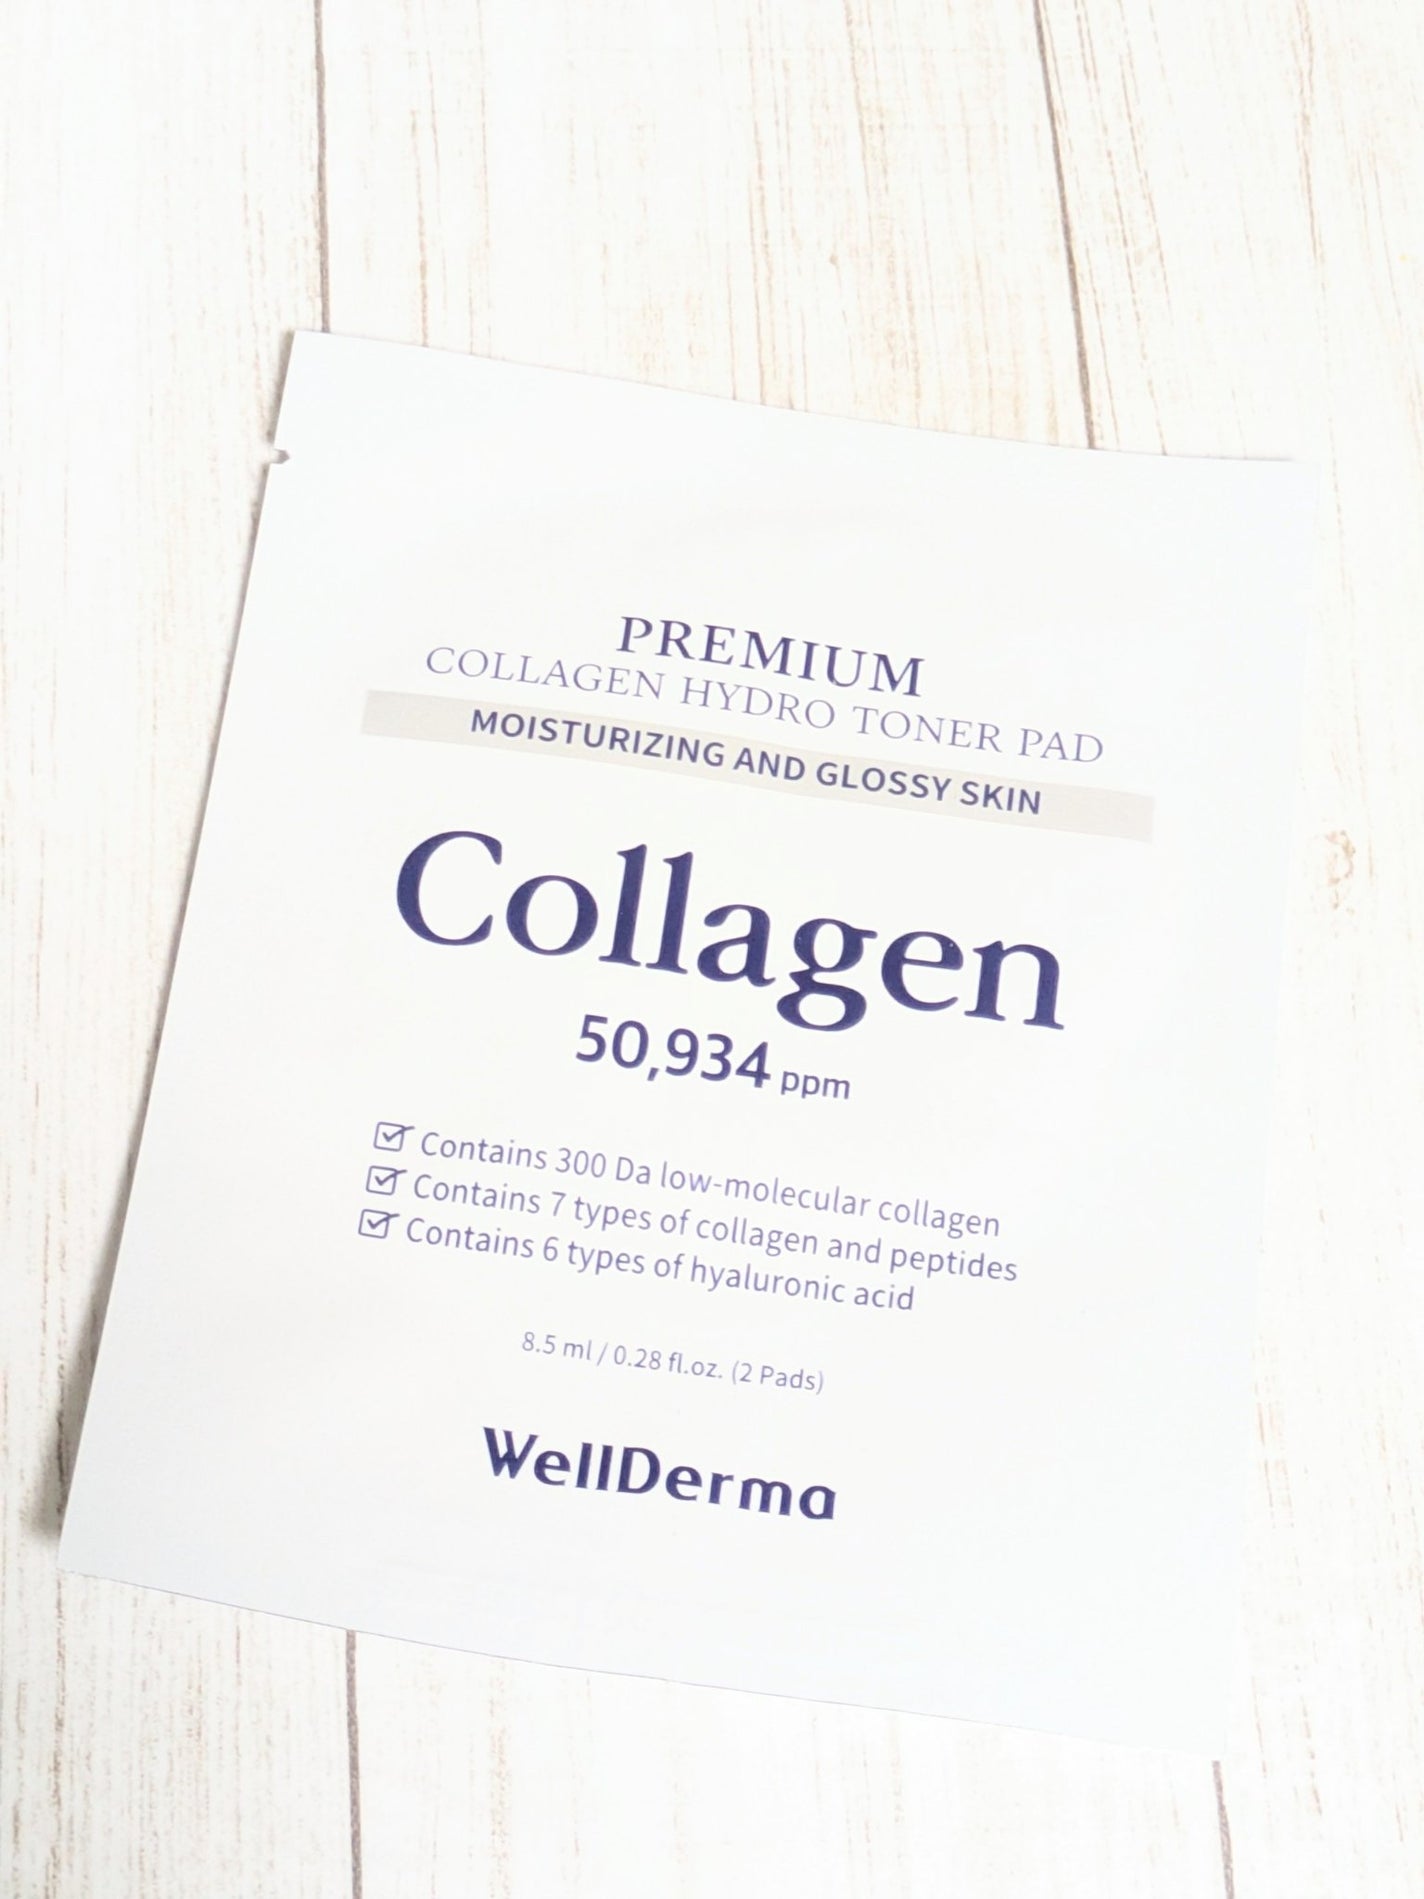 PREMIUM
COLLAGEN HYDRO TONER PAD
MOISTURIZING AND GLOSSY SKIN
Collagen
50,934 ppm
Contains 300 Da low-molecular collagen
Contains 7 types of collagen and peptides
Contains 6 types of hyaluronic acid
8.5 ml / 0.28 fl.oz. (2 Pads)
WellDerma